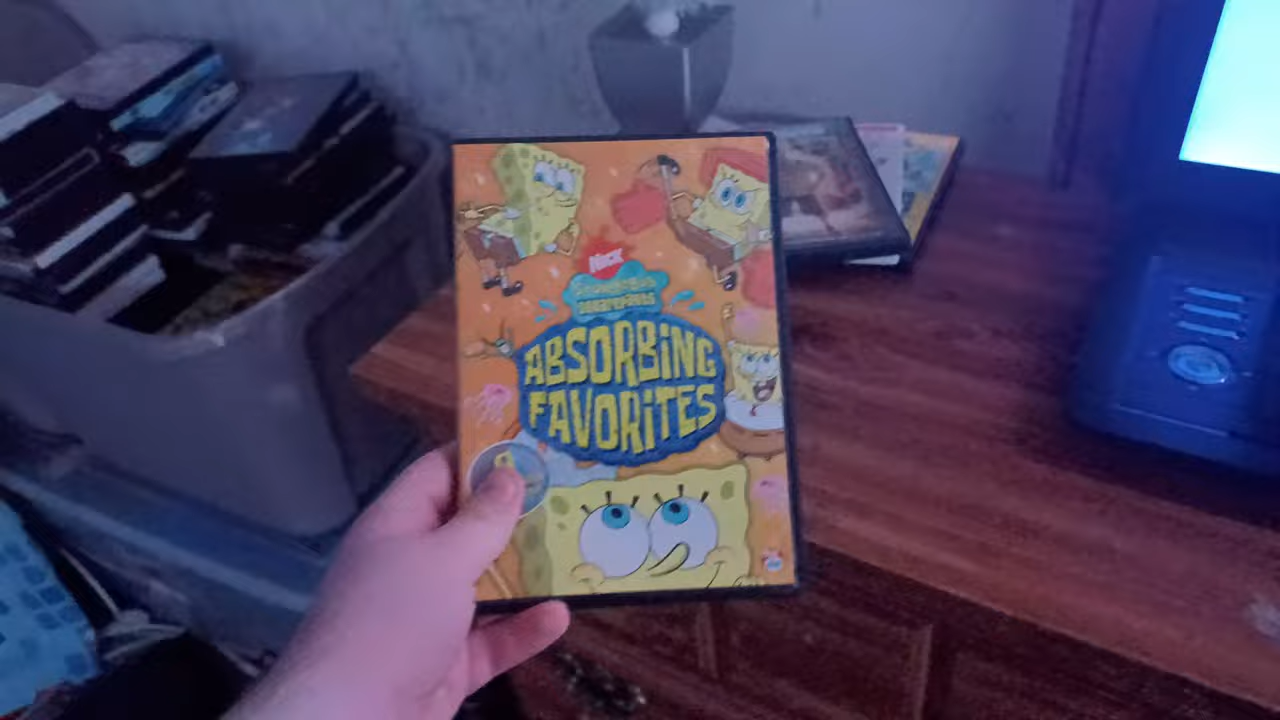 NICK
SPONGEBOB
SQUAREPANTS
ABSORBING
FAVORITES